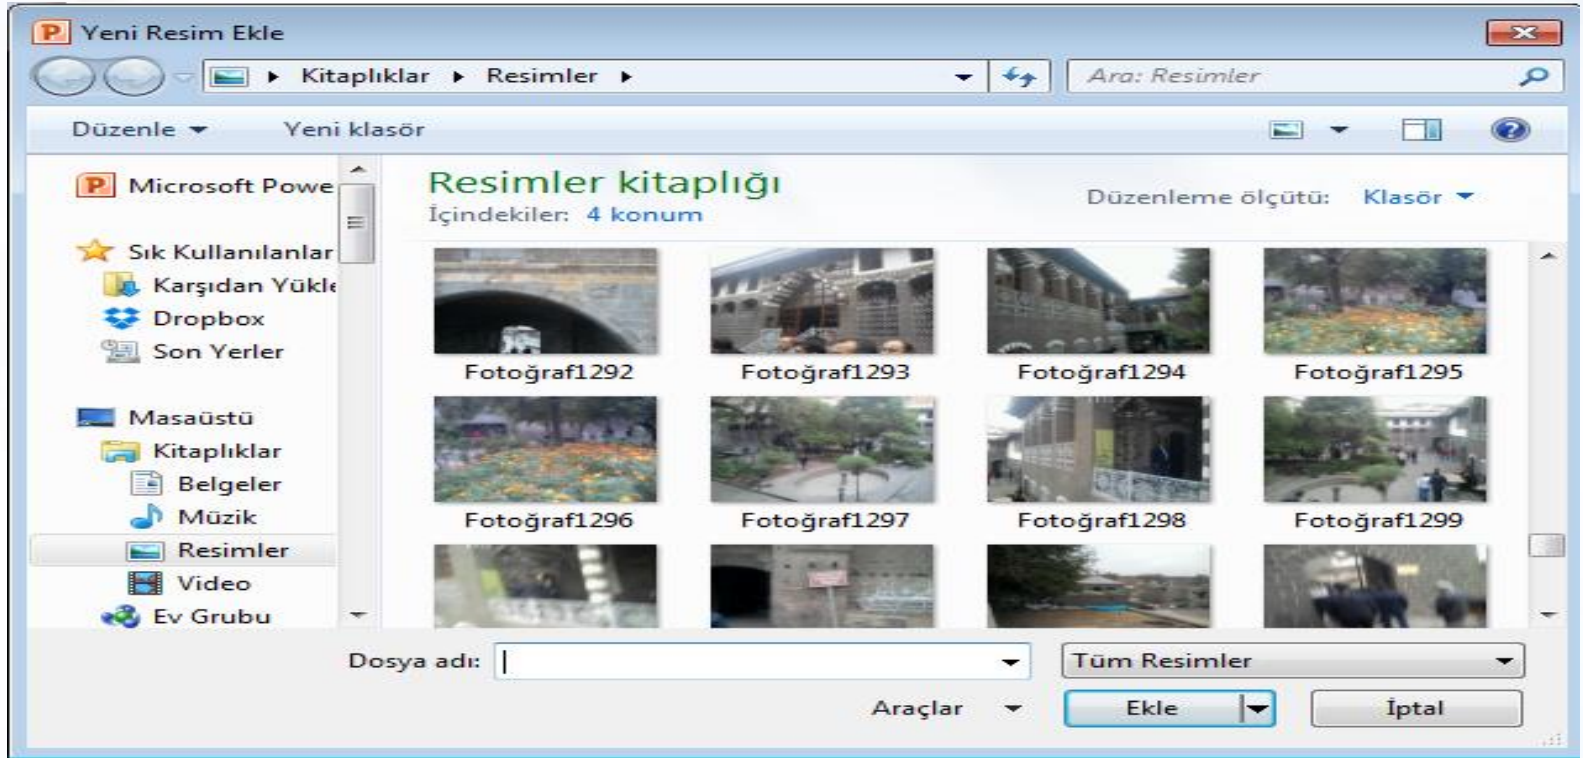 Yeni Resim Ekle
Kitaplıklar Resimler
Ara: Resimler
Düzenle Yeni klasör
Microsoft Powe
Sık Kullanılanlar
Karşıdan Yükle
Dropbox
Son Yerler
Masaüstü
Kitaplıklar
Belgeler
Müzik
Resimler
Video
Ev Grubu
Resimler kitaplığı
İçindekiler: 4 konum
Düzenleme ölçütü: Klasör
Fotoğraf1292 Fotoğraf1293 Fotoğraf1294 Fotoğraf1295
Fotoğraf1296 Fotoğraf1297 Fotoğraf1298 Fotoğraf1299
Dosya adı:
Tüm Resimler
Araçlar Ekle İptal